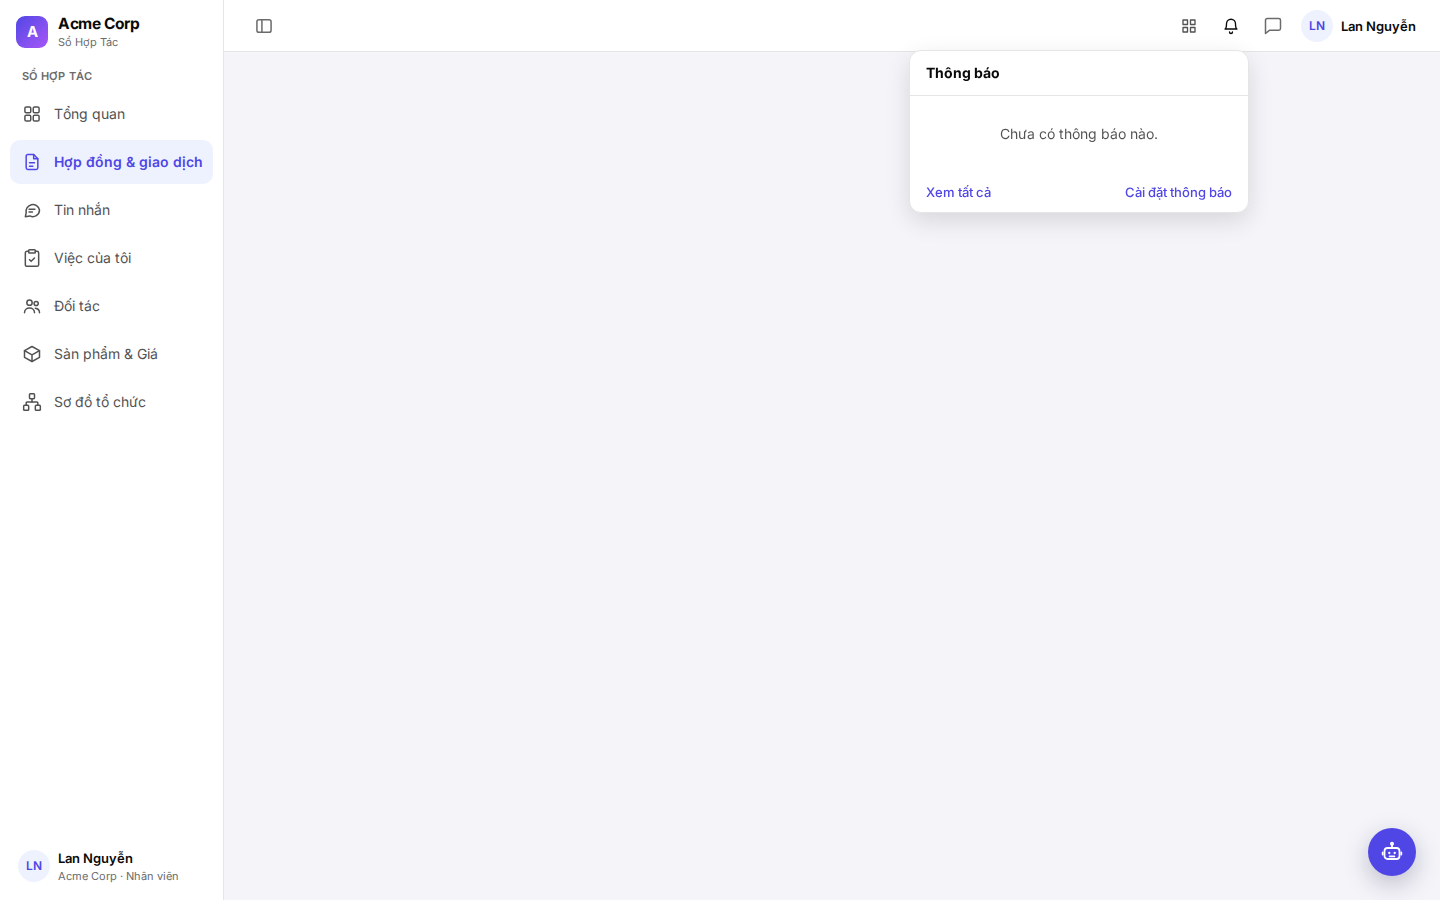 A
Acme Corp
Sổ Hợp Tác
SỔ HỢP TÁC
Tổng quan
Hợp đồng & giao dịch
Tin nhắn
Việc của tôi
Đối tác
Sản phẩm & Giá
Sơ đồ tổ chức
LN
Lan Nguyễn
Acme Corp · Nhân viên
LN
Lan Nguyễn
Thông báo
Chưa có thông báo nào.
Xem tất cả
Cài đặt thông báo